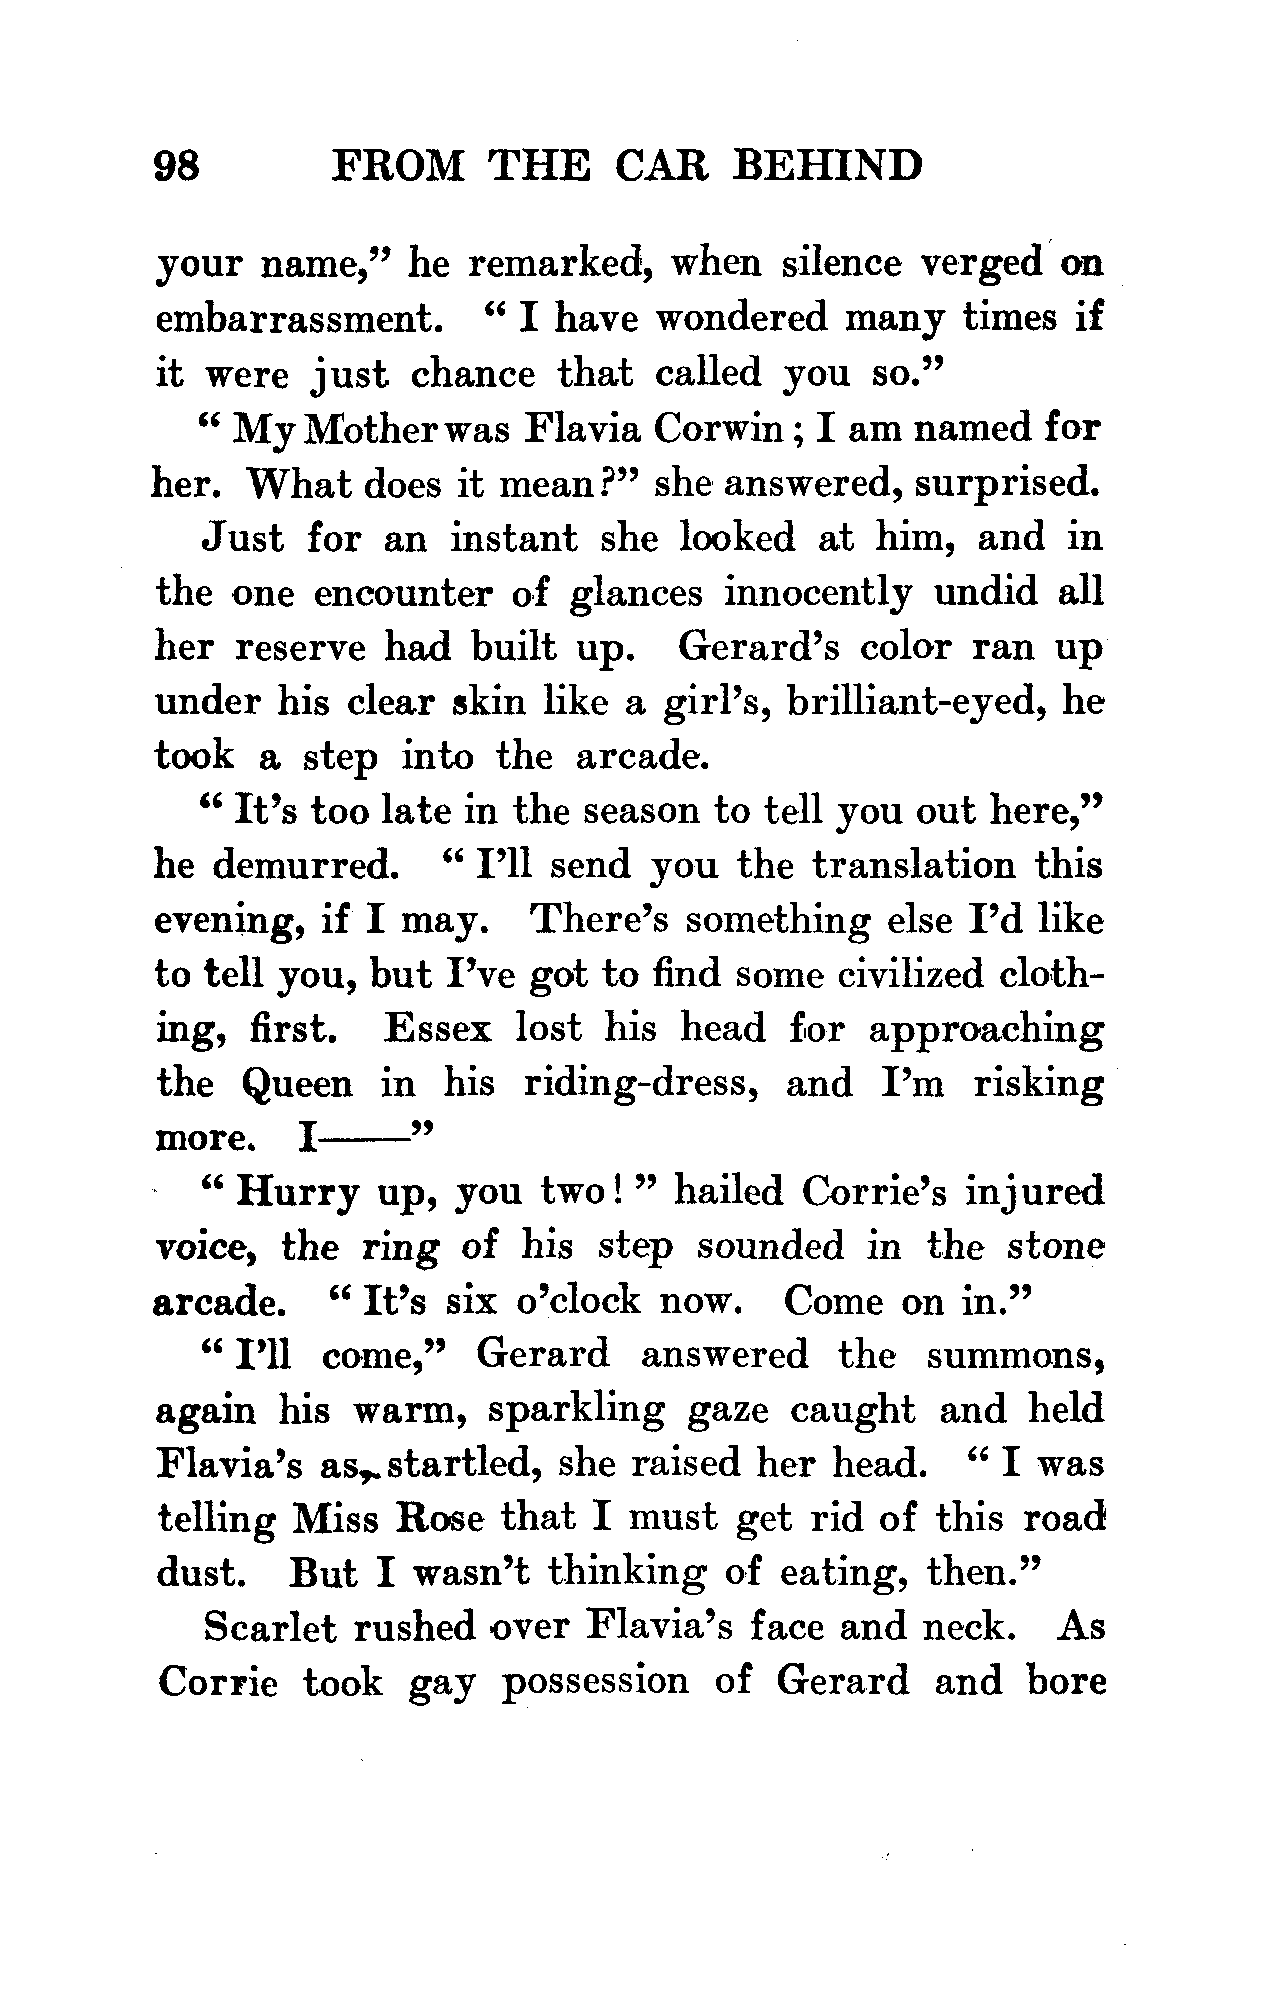 98 FROM THE CAR BEHIND
your name,” he remarked, when silence verged on
embarrassment. “ I have wondered many times if
it were just chance that called you so.”
“ My Mother was Flavia Corwin ; I am named for
her. What does it mean?” she answered, surprised.
Just for an instant she looked at him, and in
the one encounter of glances innocently undid all
her reserve had built up. Gerard’s color ran up
under his clear skin like a girl’s, brilliant-eyed, he
took a step into the arcade.
“ It’s too late in the season to tell you out here,”
he demurred. “ I’ll send you the translation this
evening, if I may. There’s something else I’d like
to tell you, but I’ve got to find some civilized cloth-
ing, first. Essex lost his head for approaching
the Queen in his riding-dress, and I’m risking
more. I——”
“ Hurry up, you two ! ” hailed Corrie’s injured
voice, the ring of his step sounded in the stone
arcade. “ It’s six o’clock now. Come on in.”
“ I’ll come,” Gerard answered the summons,
again his warm, sparkling gaze caught and held
Flavia’s as, startled, she raised her head. “ I was
telling Miss Rose that I must get rid of this road
dust. But I wasn’t thinking of eating, then.”
Scarlet rushed over Flavia’s face and neck. As
Corrie took gay possession of Gerard and bore